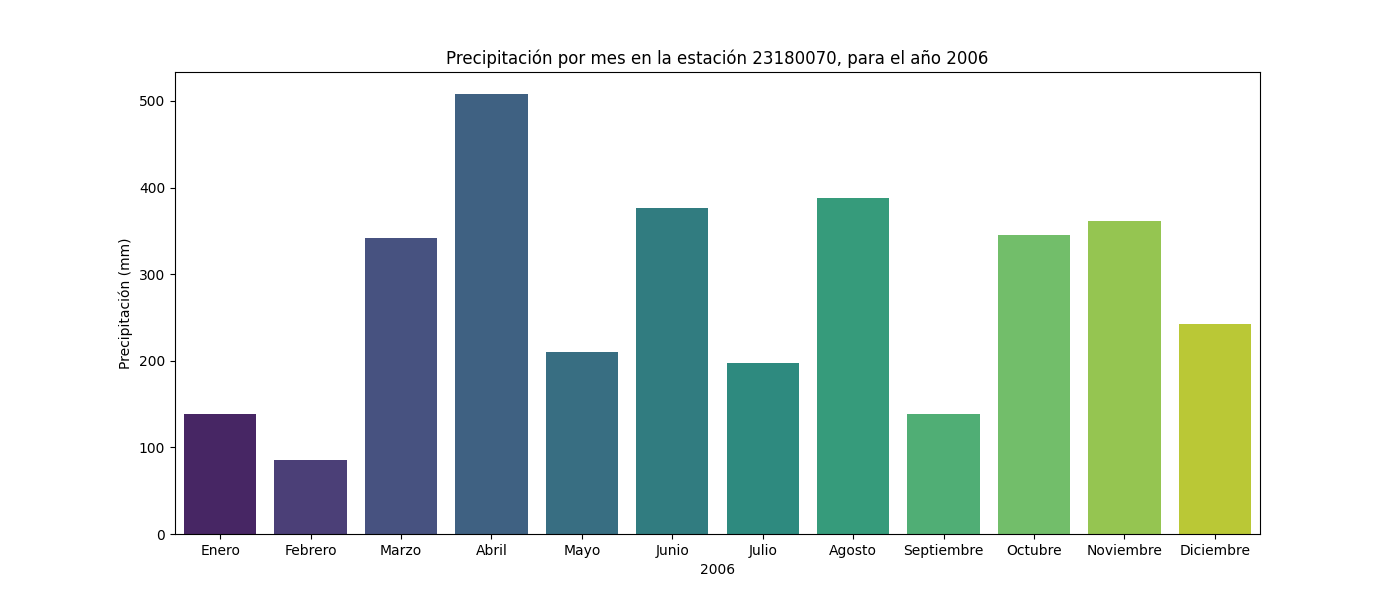 Precipitación por mes en la estación 23180070, para el año 2006
Precipitación (mm)
500
400
300
200
100
0
Enero Febrero Marzo Abril Mayo Junio Julio Agosto Septiembre Octubre Noviembre Diciembre
2006